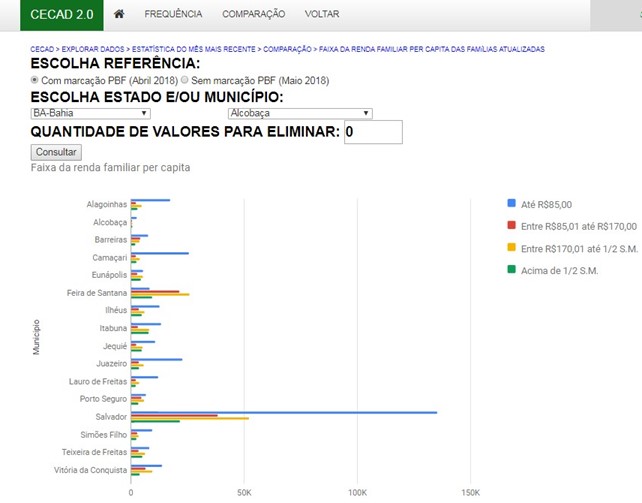 CECAD 2.0 FREQUÊNCIA COMPARAÇÃO VOLTAR
CECAD > EXPLORAR DADOS > ESTATÍSTICA DO MÊS MAIS RECENTE > COMPARAÇÃO > FAIXA DA RENDA FAMILIAR PER CAPITA DAS FAMÍLIAS ATUALIZADAS
ESCOLHA REFERÊNCIA:
Com marcação PBF (Abril 2018) Sem marcação PBF (Maio 2018)
ESCOLHA ESTADO E/OU MUNICÍPIO:
BA-Bahia Alcobaça
QUANTIDADE DE VALORES PARA ELIMINAR: 0
Consultar
Faixa da renda familiar per capita
Município
Alagoinhas
Alcobaça
Barreiras
Camaçari
Eunápolis
Feira de Santana
Ilhéus
Itabuna
Jequié
Juazeiro
Lauro de Freitas
Porto Seguro
Salvador
Simões Filho
Teixeira de Freitas
Vitória da Conquista
0 50K 100K 150K
Até R$85,00
Entre R$85,01 até R$170,00
Entre R$170,01 até 1/2 S.M.
Acima de 1/2 S.M.